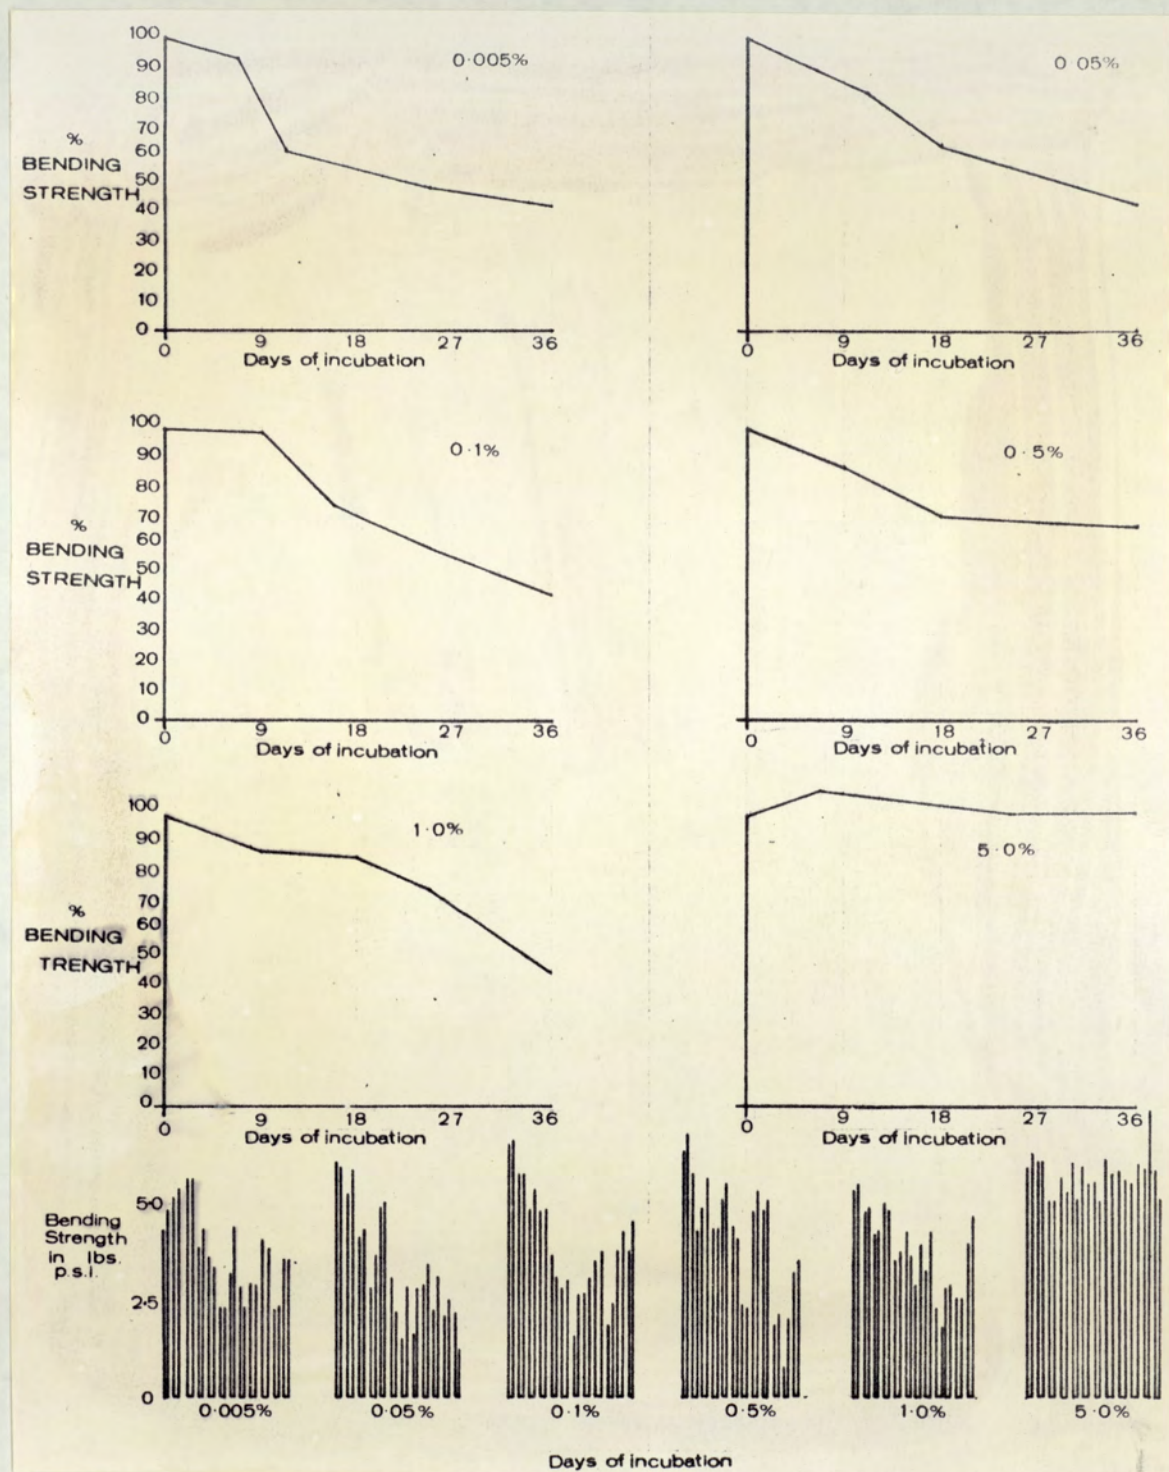 100
90
80
70
60
50
40
30
20
10
0
%
BENDING
STRENGTH
0·005%
0 9 18 27 36
Days of incubation
0 05%
0 9 18 27 36
Days of incubation
100
90
80
70
60
50
40
30
20
10
0
%
BENDING
STRENGTH
0·1%
0 9 18 27 36
Days of incubation
0·5%
0 9 18 27 36
Days of incubation
100
90
80
70
60
50
40
30
20
10
0
%
BENDING
TRENGTH
1·0%
0 9 18 27 36
Days of incubation
5·0%
0 9 18 27 36
Days of incubation
Bending
Strength
in lbs.
p.s.i.
5·0
2·5
0
0·005% 0·05% 0·1% 0·5% 1·0% 5·0%
Days of incubation